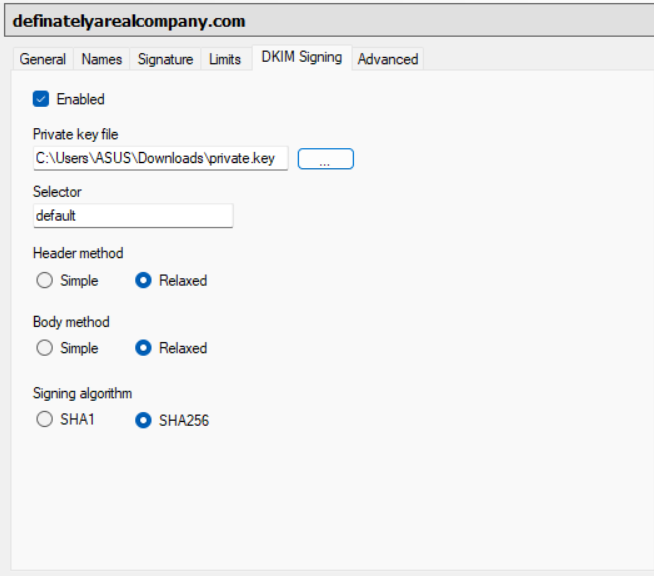 definatelyarealcompany.com
General Names Signature Limits DKIM Signing Advanced
Enabled
Private key file
C:\Users\ASUS\Downloads\private.key ...
Selector
default
Header method
Simple Relaxed
Body method
Simple Relaxed
Signing algorithm
SHA1 SHA256